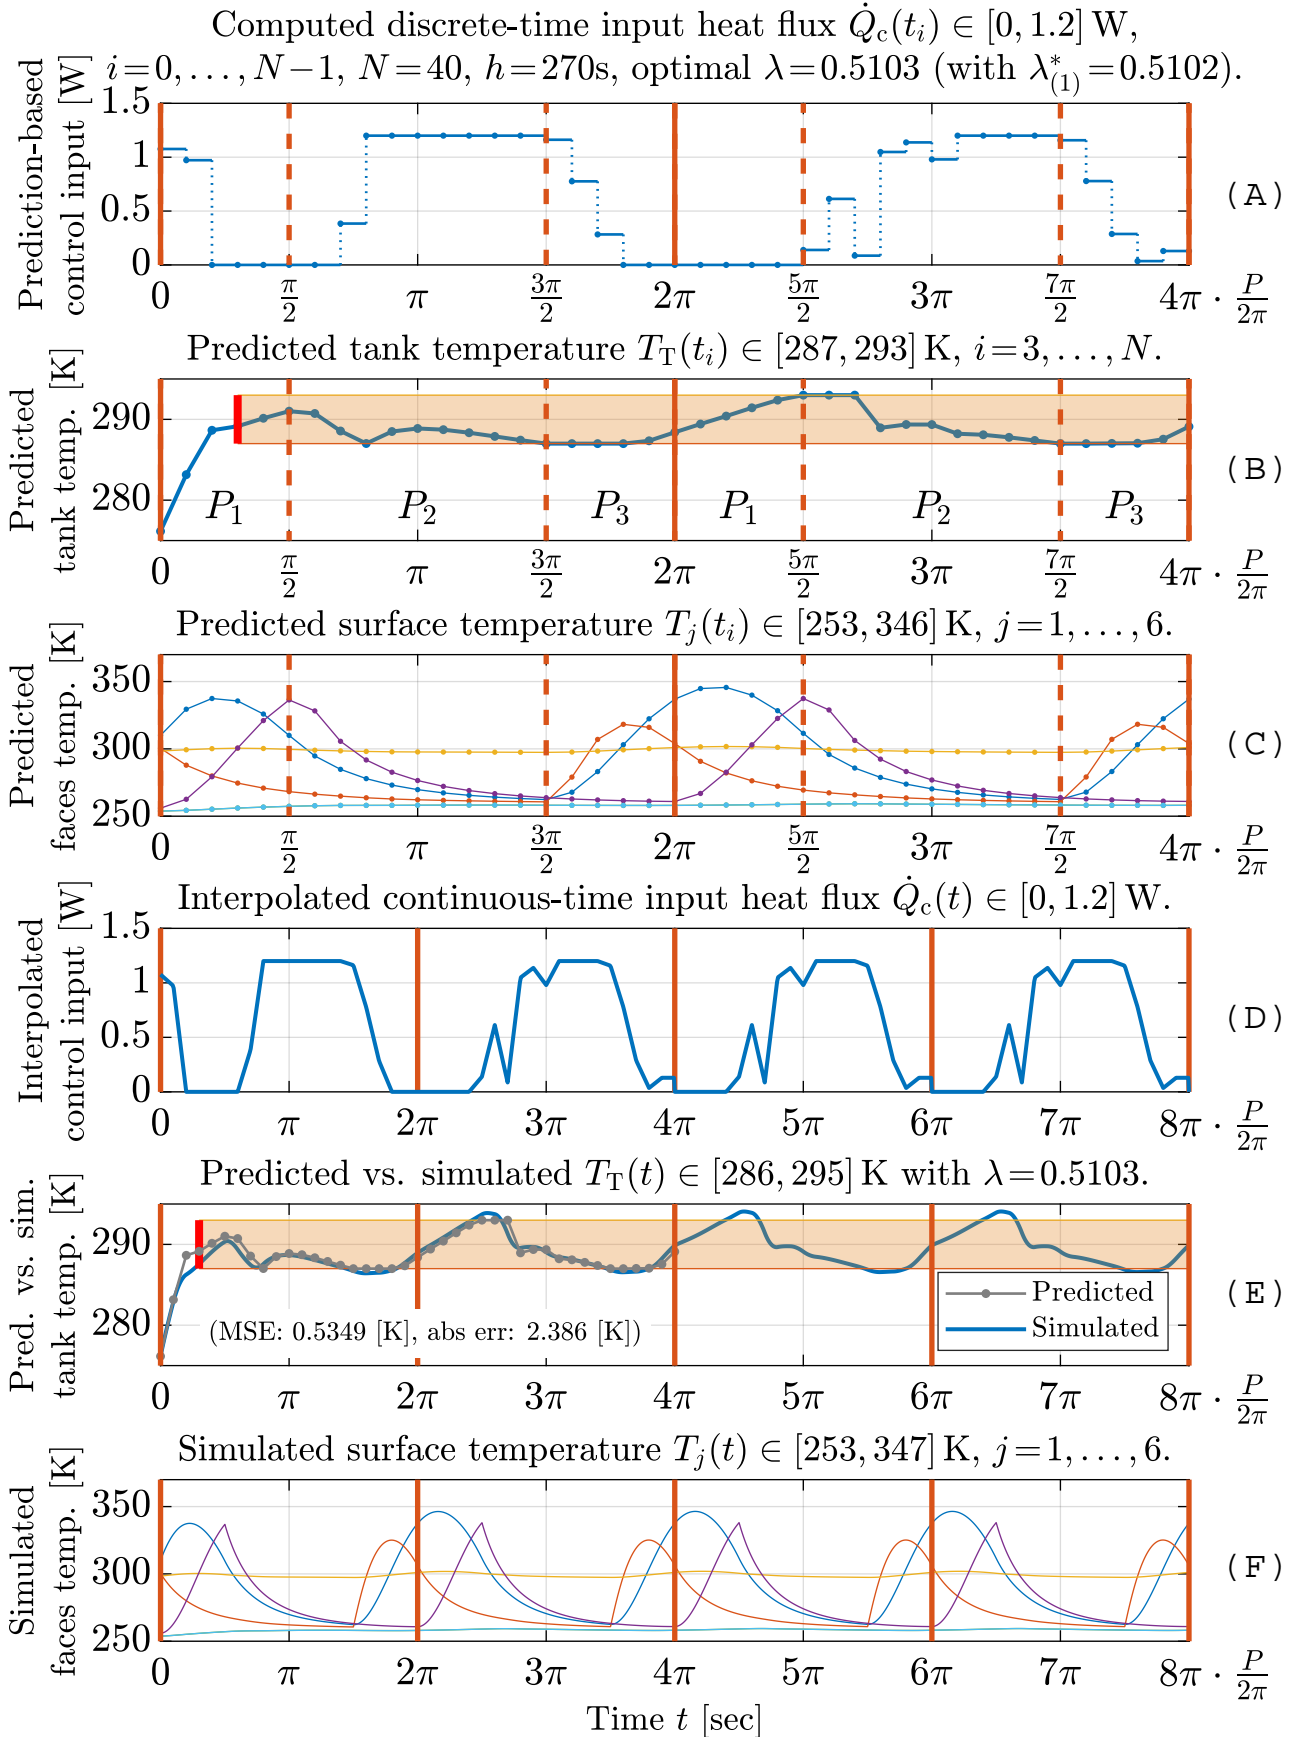 Computed discrete-time input heat flux Q̇c(ti) ∈ [0, 1.2] W,
i=0, . . . , N−1, N=40, h=270s, optimal λ=0.5103 (with λ*(1)=0.5102).
Prediction-based
control input [W]
1.5
1
0.5
0
0 π/2 π 3π/2 2π 5π/2 3π 7π/2 4π · P/2π
(A)
Predicted tank temperature TT(ti) ∈ [287, 293] K, i=3, . . . , N.
Predicted
tank temp. [K]
290
280
P1 P2 P3 P1 P2 P3
0 π/2 π 3π/2 2π 5π/2 3π 7π/2 4π · P/2π
(B)
Predicted surface temperature Tj(ti) ∈ [253, 346] K, j=1, . . . , 6.
Predicted
faces temp. [K]
350
300
250
0 π/2 π 3π/2 2π 5π/2 3π 7π/2 4π · P/2π
(C)
Interpolated continuous-time input heat flux Q̇c(t) ∈ [0, 1.2] W.
Interpolated
control input [W]
1.5
1
0.5
0
0 π 2π 3π 4π 5π 6π 7π 8π · P/2π
(D)
Predicted vs. simulated TT(t) ∈ [286, 295] K with λ=0.5103.
Pred. vs. sim.
tank temp. [K]
290
280
(MSE: 0.5349 [K], abs err: 2.386 [K])
Predicted
Simulated
0 π 2π 3π 4π 5π 6π 7π 8π · P/2π
(E)
Simulated surface temperature Tj(t) ∈ [253, 347] K, j=1, . . . , 6.
Simulated
faces temp. [K]
350
300
250
0 π 2π 3π 4π 5π 6π 7π 8π · P/2π
(F)
Time t [sec]